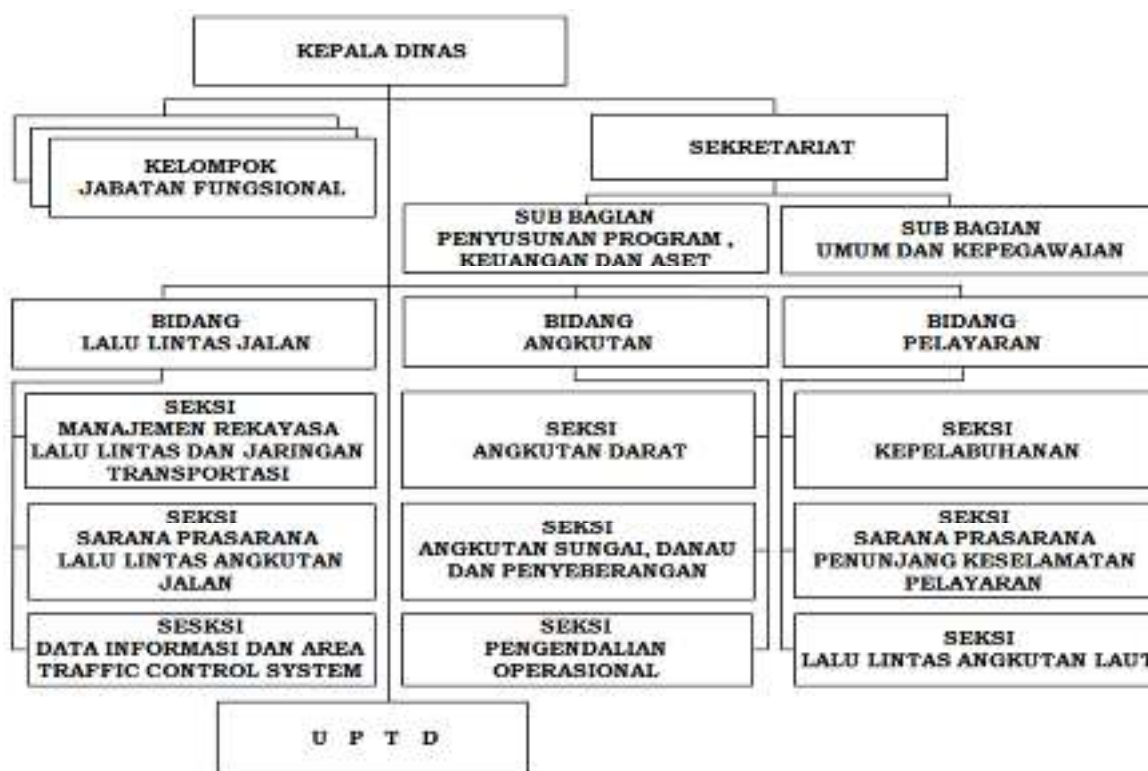 KEPALA DINAS
KELOMPOK
JABATAN FUNGSIONAL
SEKRETARIAT
SUB BAGIAN
PENYUSUNAN PROGRAM ,
KEUANGAN DAN ASET
SUB BAGIAN
UMUM DAN KEPEGAWAIAN
BIDANG
LALU LINTAS JALAN
BIDANG
ANGKUTAN
BIDANG
PELAYARAN
SEKSI
MANAJEMEN REKAYASA
LALU LINTAS DAN JARINGAN
TRANSPORTASI
SEKSI
ANGKUTAN DARAT
SEKSI
KEPELABUHANAN
SEKSI
SARANA PRASARANA
LALU LINTAS ANGKUTAN
JALAN
SEKSI
ANGKUTAN SUNGAI, DANAU
DAN PENYEBERANGAN
SEKSI
SARANA PRASARANA
PENUNJANG KESELAMATAN
PELAYARAN
SESKSI
DATA INFORMASI DAN AREA
TRAFFIC CONTROL SYSTEM
SEKSI
PENGENDALIAN
OPERASIONAL
SEKSI
LALU LINTAS ANGKUTAN LAUT
U P T D